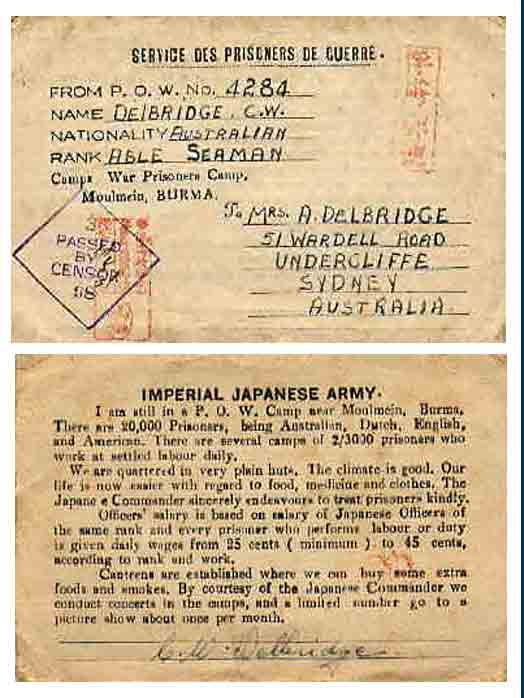 SERVICE DES PRISONERS DE GUERRE.
FROM P. O. W. No. 4284
NAME DELBRIDGE. C.W.
NATIONALITY AUSTRALIAN
RANK ABLE SEAMAN
Camps War Prisoners Camp,
Moulmein, BURMA.
To MRS. A. DELBRIDGE
51 WARDELL ROAD
UNDERCLIFFE
SYDNEY
AUSTRALIA.
PASSED
BY
CENSOR
98
IMPERIAL JAPANESE ARMY.
I am still in a P. O. W. Camp near Moulmein, Burma.
There are 20,000 Prisoners, being Australian, Dutch, English,
and American. There are several camps of 2/3000 prisoners who
work at settled labour daily.
We are quartered in very plain huts. The climate is good. Our
life is now easier with regard to food, medicine and clothes. The
Japane e Commander sincerely endeavours to treat prisoners kindly.
Officers' salary is based on salary of Japanese Officers of
the same rank and every prisoner who performs labour or duty
is given daily wages from 25 cents ( minimum ) to 45 cents,
according to rank and work.
Canteens are established where we can buy some extra
foods and smokes. By courtesy of the Japanese Commander we
conduct concerts in the camps, and a limited number go to a
picture show about once per month.
C. W. Delbridge